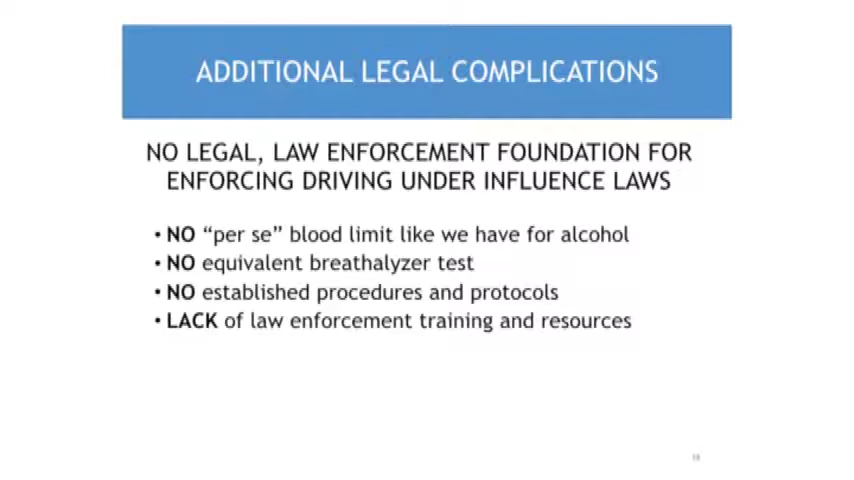 ADDITIONAL LEGAL COMPLICATIONS
NO LEGAL, LAW ENFORCEMENT FOUNDATION FOR
ENFORCING DRIVING UNDER INFLUENCE LAWS
• NO “per se” blood limit like we have for alcohol
• NO equivalent breathalyzer test
• NO established procedures and protocols
• LACK of law enforcement training and resources